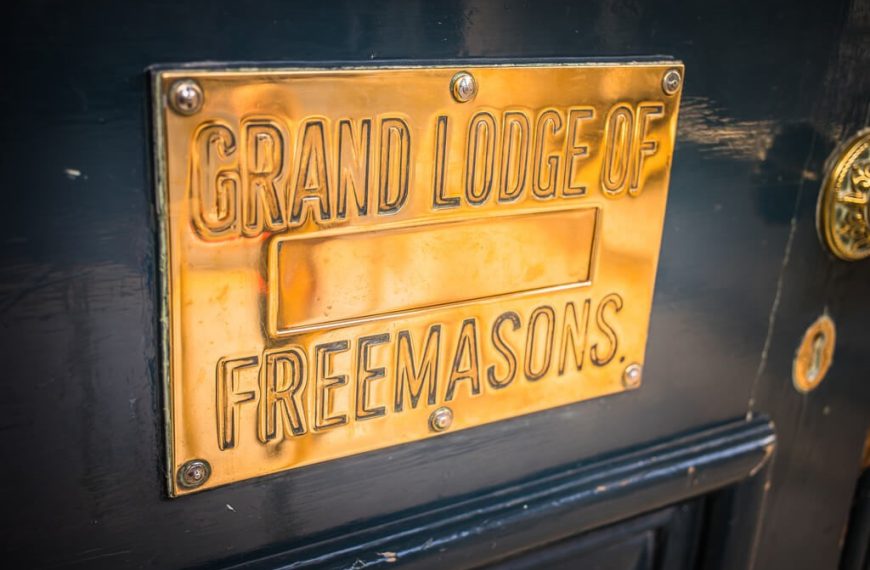 GRAND LODGE OF
FREEMASONS.